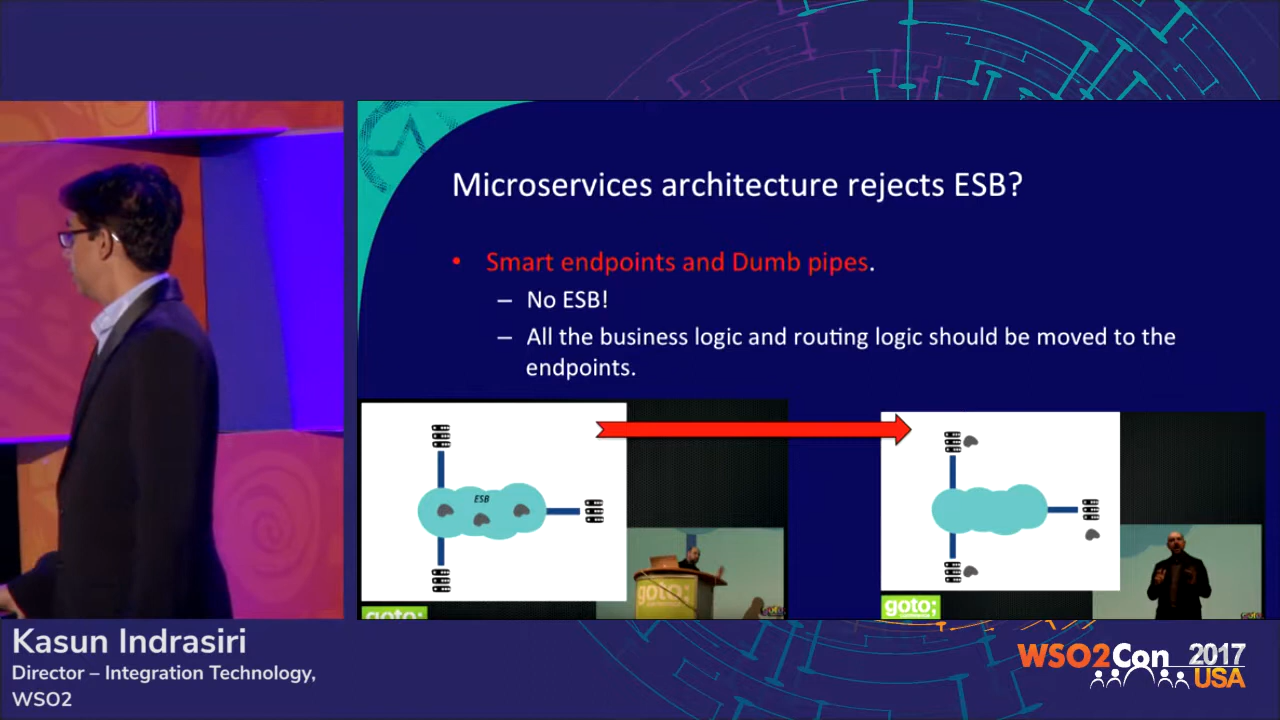 Microservices architecture rejects ESB?
• Smart endpoints and Dumb pipes.
– No ESB!
– All the business logic and routing logic should be moved to the
endpoints.
ESB
goto;
goto;
goto;
Kasun Indrasiri
Director – Integration Technology,
WSO2
WSO2Con 2017
USA